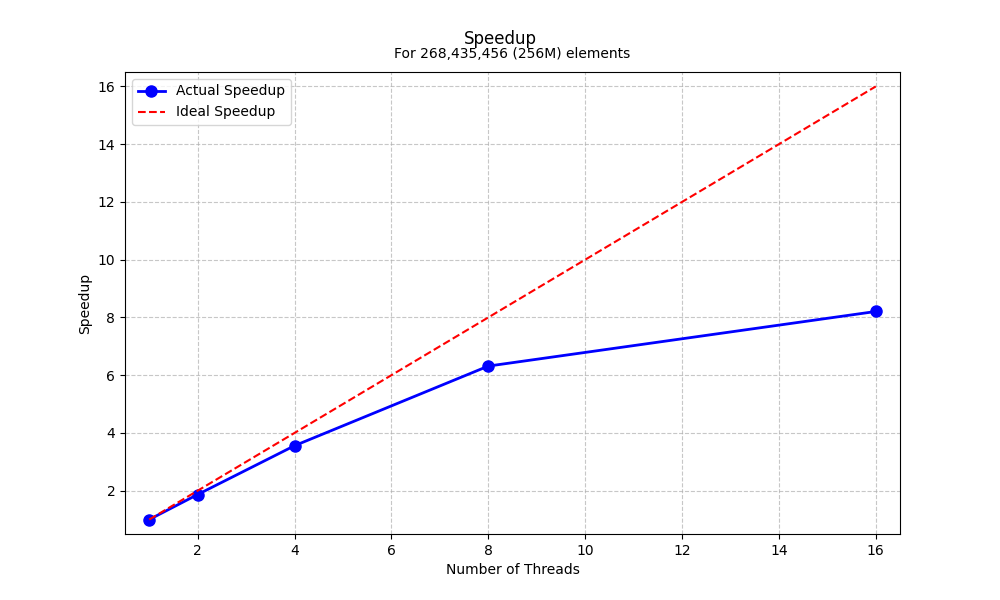 Speedup
For 268,435,456 (256M) elements
Actual Speedup
Ideal Speedup
Speedup
16
14
12
10
8
6
4
2
2 4 6 8 10 12 14 16
Number of Threads